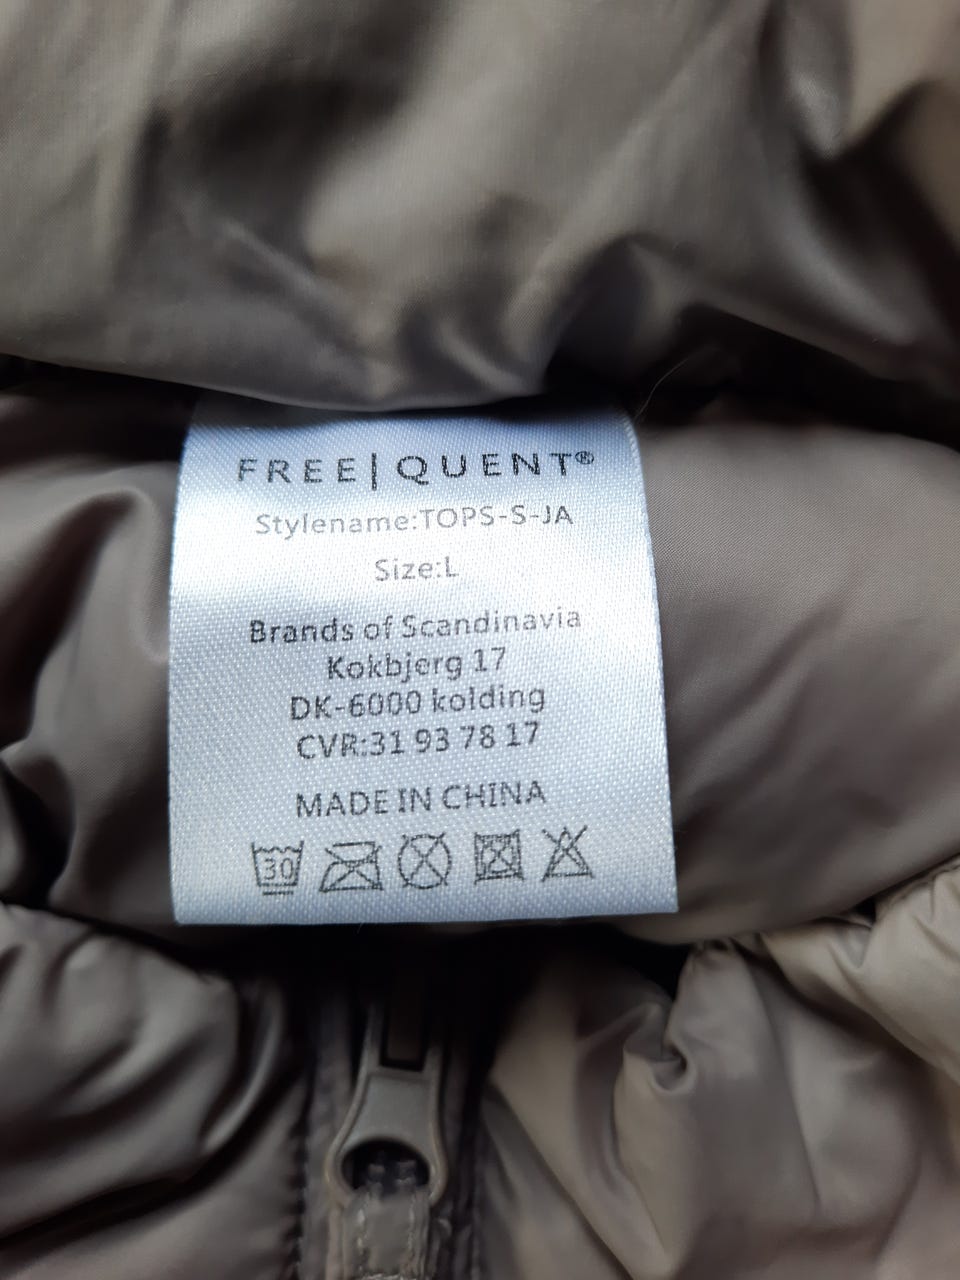 FREE|QUENT®
Stylename:TOPS-S-JA
Size:L
Brands of Scandinavia
Kokbjerg 17
DK-6000 kolding
CVR:31 93 78 17
MADE IN CHINA
30